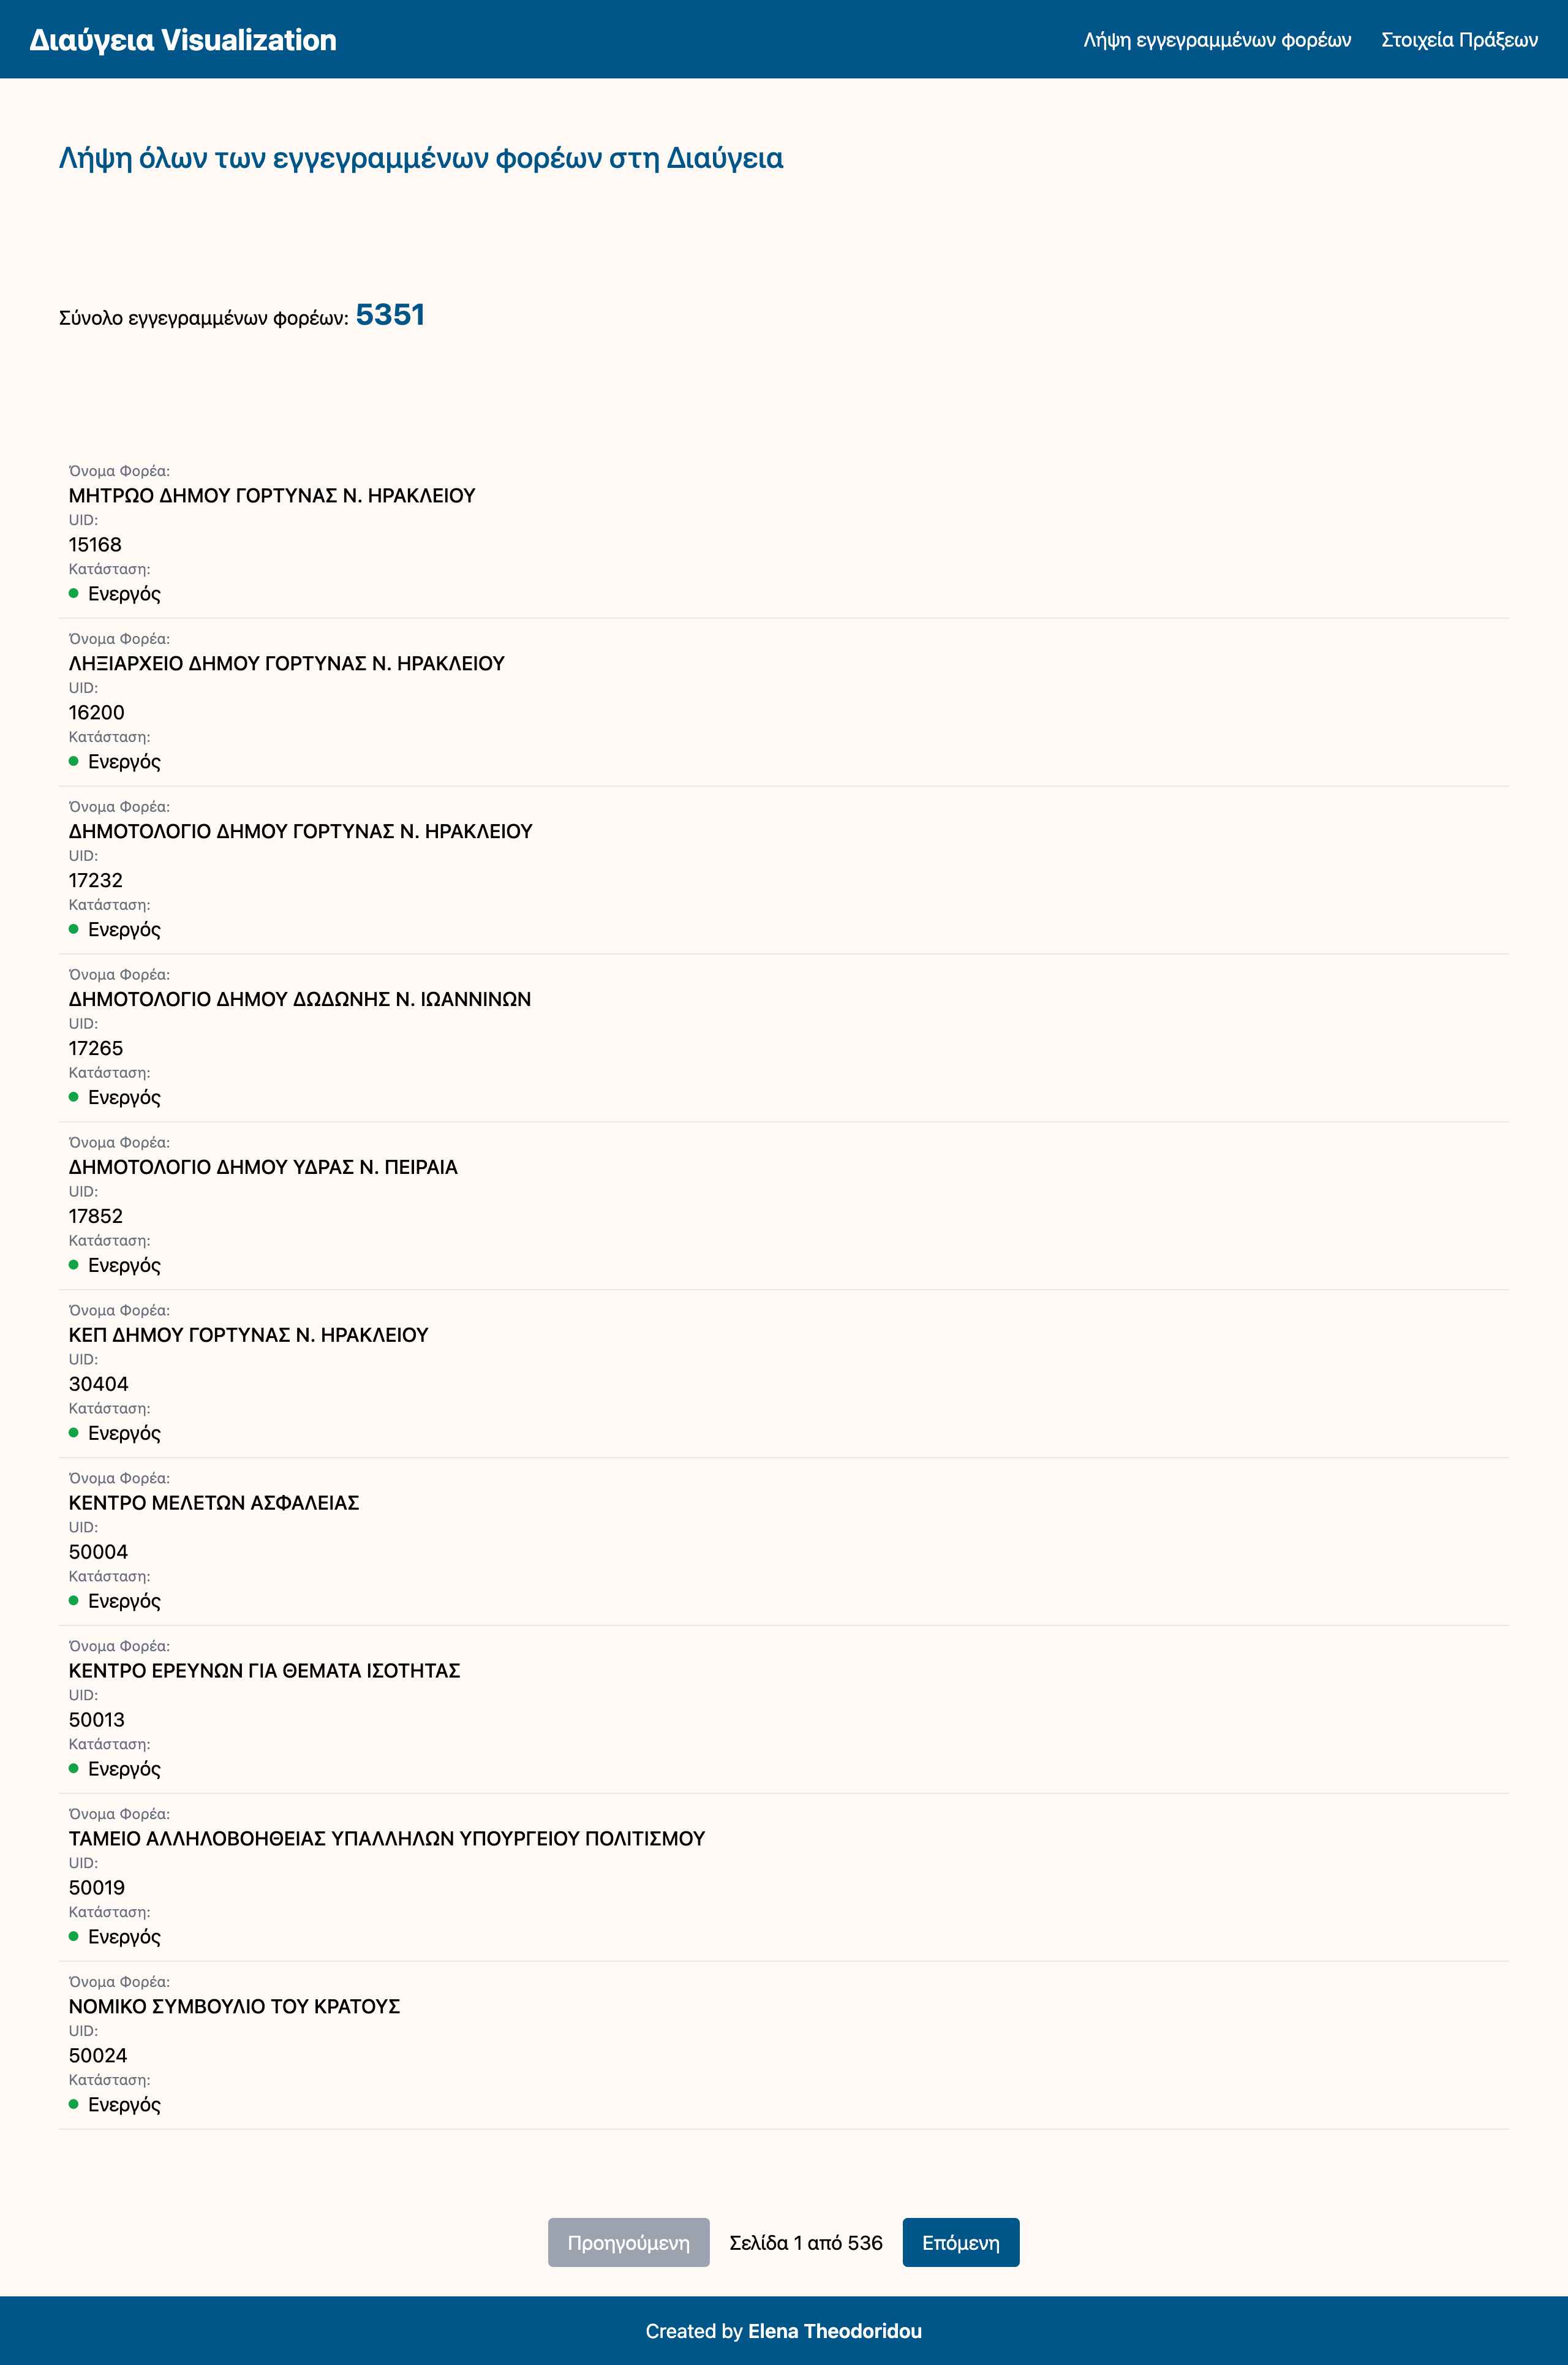 Διαύγεια Visualization
Λήψη εγγεγραμμένων φορέων Στοιχεία Πράξεων
Λήψη όλων των εγγεγραμμένων φορέων στη Διαύγεια
Σύνολο εγγεγραμμένων φορέων: 5351
Όνομα Φορέα:
ΜΗΤΡΩΟ ΔΗΜΟΥ ΓΟΡΤΥΝΑΣ Ν. ΗΡΑΚΛΕΙΟΥ
UID:
15168
Κατάσταση:
Ενεργός
Όνομα Φορέα:
ΛΗΞΙΑΡΧΕΙΟ ΔΗΜΟΥ ΓΟΡΤΥΝΑΣ Ν. ΗΡΑΚΛΕΙΟΥ
UID:
16200
Κατάσταση:
Ενεργός
Όνομα Φορέα:
ΔΗΜΟΤΟΛΟΓΙΟ ΔΗΜΟΥ ΓΟΡΤΥΝΑΣ Ν. ΗΡΑΚΛΕΙΟΥ
UID:
17232
Κατάσταση:
Ενεργός
Όνομα Φορέα:
ΔΗΜΟΤΟΛΟΓΙΟ ΔΗΜΟΥ ΔΩΔΩΝΗΣ Ν. ΙΩΑΝΝΙΝΩΝ
UID:
17265
Κατάσταση:
Ενεργός
Όνομα Φορέα:
ΔΗΜΟΤΟΛΟΓΙΟ ΔΗΜΟΥ ΥΔΡΑΣ Ν. ΠΕΙΡΑΙΑ
UID:
17852
Κατάσταση:
Ενεργός
Όνομα Φορέα:
ΚΕΠ ΔΗΜΟΥ ΓΟΡΤΥΝΑΣ Ν. ΗΡΑΚΛΕΙΟΥ
UID:
30404
Κατάσταση:
Ενεργός
Όνομα Φορέα:
ΚΕΝΤΡΟ ΜΕΛΕΤΩΝ ΑΣΦΑΛΕΙΑΣ
UID:
50004
Κατάσταση:
Ενεργός
Όνομα Φορέα:
ΚΕΝΤΡΟ ΕΡΕΥΝΩΝ ΓΙΑ ΘΕΜΑΤΑ ΙΣΟΤΗΤΑΣ
UID:
50013
Κατάσταση:
Ενεργός
Όνομα Φορέα:
ΤΑΜΕΙΟ ΑΛΛΗΛΟΒΟΗΘΕΙΑΣ ΥΠΑΛΛΗΛΩΝ ΥΠΟΥΡΓΕΙΟΥ ΠΟΛΙΤΙΣΜΟΥ
UID:
50019
Κατάσταση:
Ενεργός
Όνομα Φορέα:
ΝΟΜΙΚΟ ΣΥΜΒΟΥΛΙΟ ΤΟΥ ΚΡΑΤΟΥΣ
UID:
50024
Κατάσταση:
Ενεργός
Προηγούμενη Σελίδα 1 από 536 Επόμενη
Created by Elena Theodoridou